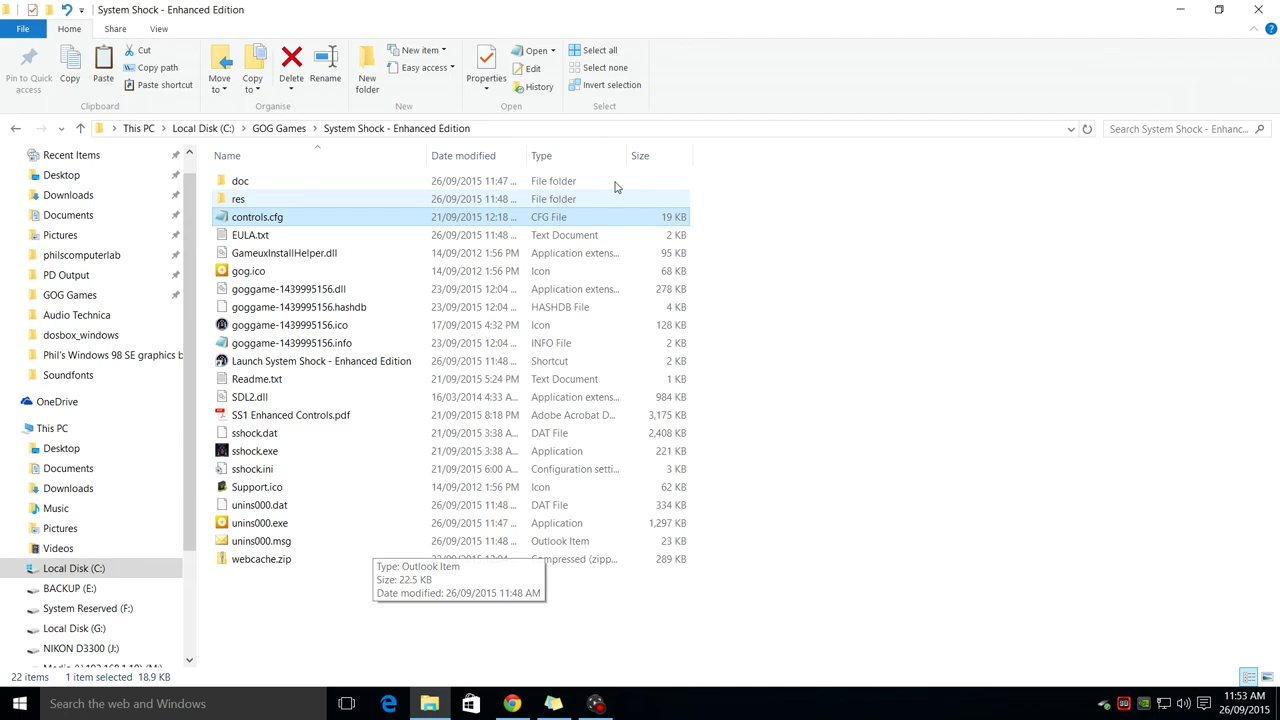 System Shock - Enhanced Edition
File Home Share View
Pin to Quick access
Copy
Paste
Cut
Copy path
Paste shortcut
Clipboard
Move to
Copy to
Delete
Rename
Organise
New folder
New item
Easy access
New
Properties
Open
Edit
History
Open
Select all
Select none
Invert selection
Select
This PC Local Disk (C:) GOG Games System Shock - Enhanced Edition
Search System Shock - Enhanc...
Recent Items
Desktop
Downloads
Documents
Pictures
philscomputerlab
PD Output
GOG Games
Audio Technica
dosbox_windows
Phil's Windows 98 SE graphics b
Soundfonts
OneDrive
This PC
Desktop
Documents
Downloads
Music
Pictures
Videos
Local Disk (C:)
BACKUP (E:)
System Reserved (F:)
Local Disk (G:)
NIKON D3300 (J:)
Name Date modified Type Size
doc 26/09/2015 11:47 ... File folder
res 26/09/2015 11:48 ... File folder
controls.cfg 21/09/2015 12:18 ... CFG File 19 KB
EULA.txt 26/09/2015 11:48 ... Text Document 2 KB
GameuxInstallHelper.dll 14/09/2012 1:56 PM Application extens... 95 KB
gog.ico 14/09/2012 1:56 PM Icon 68 KB
goggame-1439995156.dll 23/09/2015 12:04 ... Application extens... 278 KB
goggame-1439995156.hashdb 23/09/2015 12:04 ... HASHDB File 4 KB
goggame-1439995156.ico 17/09/2015 4:32 PM Icon 128 KB
goggame-1439995156.info 23/09/2015 12:04 ... INFO File 2 KB
Launch System Shock - Enhanced Edition 26/09/2015 11:48 ... Shortcut 2 KB
Readme.txt 21/09/2015 5:24 PM Text Document 1 KB
SDL2.dll 16/03/2014 4:33 A... Application extens... 984 KB
SS1 Enhanced Controls.pdf 21/09/2015 8:18 PM Adobe Acrobat D... 3,175 KB
sshock.dat 21/09/2015 3:38 A... DAT File 2,408 KB
sshock.exe 21/09/2015 3:38 A... Application 221 KB
sshock.ini 21/09/2015 6:00 A... Configuration setti... 3 KB
Support.ico 14/09/2012 1:56 PM Icon 62 KB
unins000.dat 26/09/2015 11:48 ... DAT File 334 KB
unins000.exe 26/09/2015 11:47 ... Application 1,297 KB
unins000.msg 26/09/2015 11:48 ... Outlook Item 23 KB
webcache.zip 289 KB
Type: Outlook Item
Size: 22.5 KB
Date modified: 26/09/2015 11:48 AM
22 items 1 item selected 18.9 KB
Search the web and Windows
11:53 AM
26/09/2015